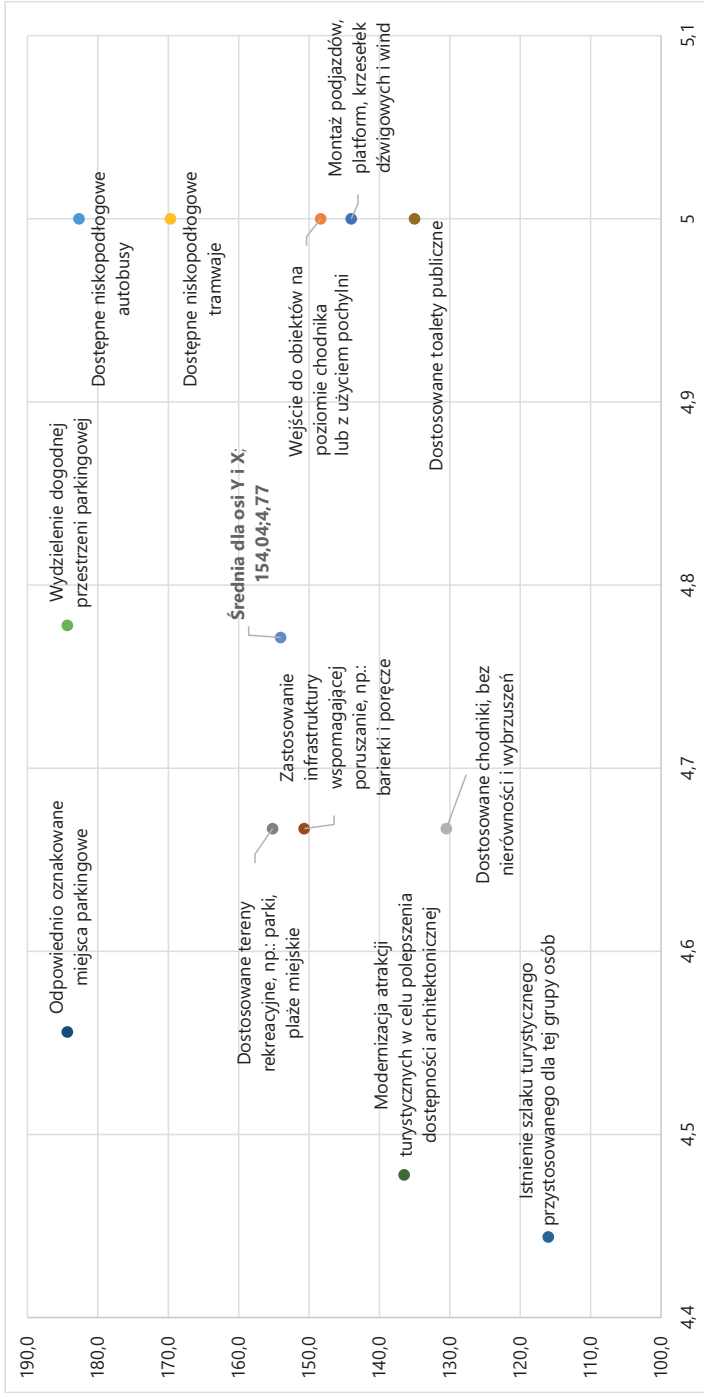 190,0
180,0
170,0
160,0
150,0
140,0
130,0
120,0
110,0
100,0
4,4
4,5
4,6
4,7
4,8
4,9
5
5,1
Odpowiednio oznakowane
miejsca parkingowe
Wydzielenie dogodnej
przestrzeni parkingowej
Dostępne niskopodłogowe
autobusy
Dostępne niskopodłogowe
tramwaje
Średnia dla osi Y i X;
154,04;4,77
Dostosowane tereny
rekreacyjne, np.: parki,
plaże miejskie
Zastosowanie
infrastruktury
wspomagającej
poruszanie, np.:
barierki i poręcze
Wejście do obiektów na
poziomie chodnika
lub z użyciem pochylni
Montaż podjazdów,
platform, krzesełek
dźwigowych i wind
Modernizacja atrakcji
turystycznych w celu polepszenia
dostępności architektonicznej
Dostosowane toalety publiczne
Dostosowane chodniki, bez
nierówności i wybrzuszeń
Istnienie szlaku turystycznego
przystosowanego dla tej grupy osób